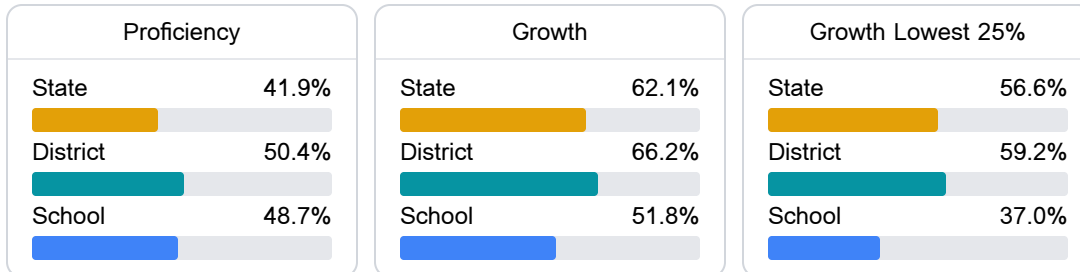 Proficiency
State 41.9%
District 50.4%
School 48.7%
Growth
State 62.1%
District 66.2%
School 51.8%
Growth Lowest 25%
State 56.6%
District 59.2%
School 37.0%